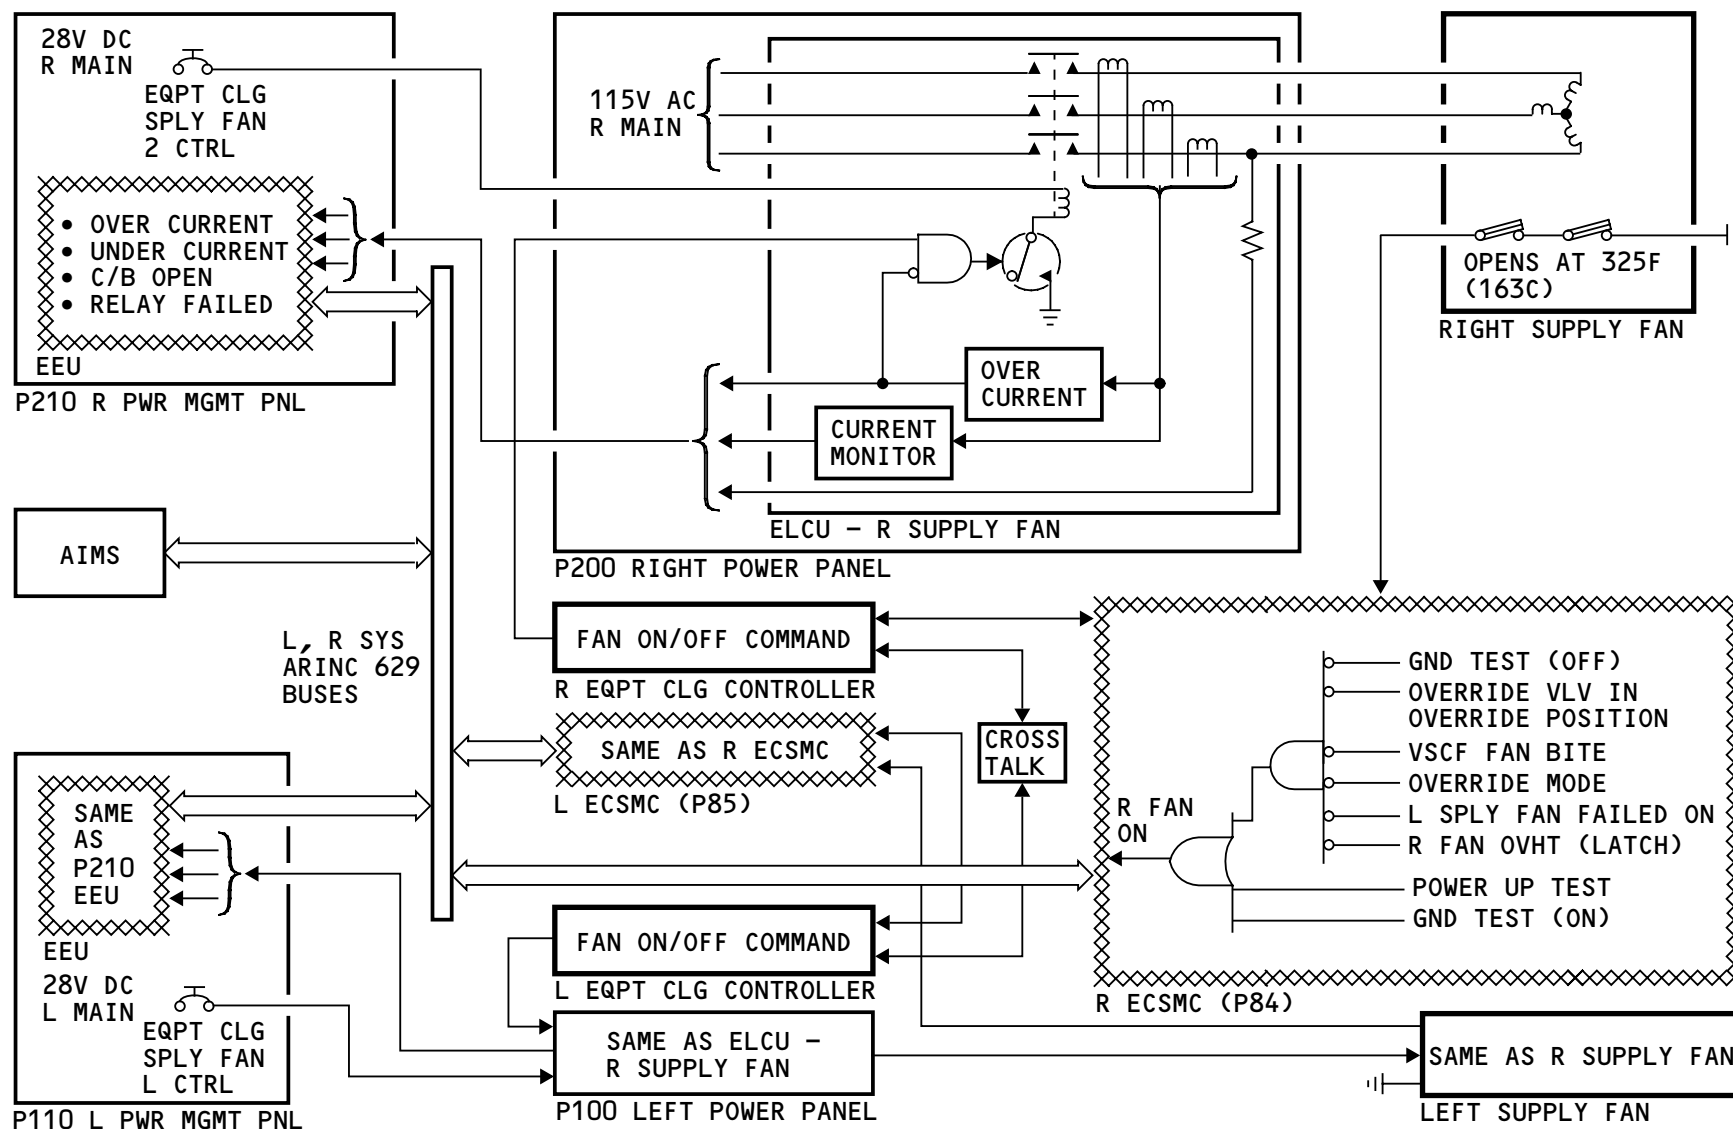 28V DC
R MAIN
EQPT CLG
SPLY FAN
2 CTRL
• OVER CURRENT
• UNDER CURRENT
• C/B OPEN
• RELAY FAILED
EEU
P210 R PWR MGMT PNL
115V AC
R MAIN
OVER
CURRENT
CURRENT
MONITOR
ELCU – R SUPPLY FAN
P200 RIGHT POWER PANEL
OPENS AT 325F
(163C)
RIGHT SUPPLY FAN
AIMS
L, R SYS
ARINC 629
BUSES
FAN ON/OFF COMMAND
R EQPT CLG CONTROLLER
SAME AS R ECSMC
L ECSMC (P85)
CROSS
TALK
FAN ON/OFF COMMAND
L EQPT CLG CONTROLLER
SAME AS ELCU –
R SUPPLY FAN
P100 LEFT POWER PANEL
GND TEST (OFF)
OVERRIDE VLV IN
OVERRIDE POSITION
VSCF FAN BITE
OVERRIDE MODE
L SPLY FAN FAILED ON
R FAN OVHT (LATCH)
POWER UP TEST
GND TEST (ON)
R FAN
ON
R ECSMC (P84)
SAME AS R SUPPLY FAN
LEFT SUPPLY FAN
SAME
AS
P210
EEU
EEU
28V DC
L MAIN
EQPT CLG
SPLY FAN
L CTRL
P110 L PWR MGMT PNL